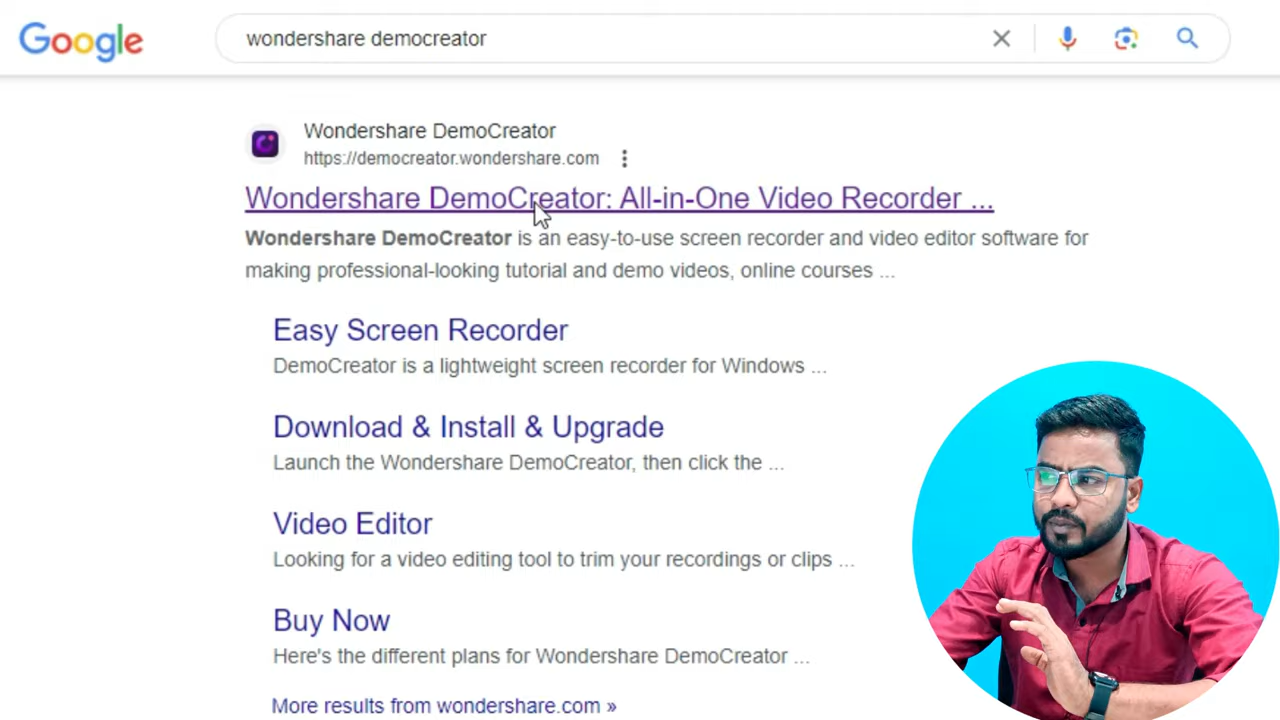 Google
wondershare democreator
Wondershare DemoCreator
https://democreator.wondershare.com
Wondershare DemoCreator: All-in-One Video Recorder ...
Wondershare DemoCreator is an easy-to-use screen recorder and video editor software for
making professional-looking tutorial and demo videos, online courses ...
Easy Screen Recorder
DemoCreator is a lightweight screen recorder for Windows ...
Download & Install & Upgrade
Launch the Wondershare DemoCreator, then click the ...
Video Editor
Looking for a video editing tool to trim your recordings or clips ...
Buy Now
Here's the different plans for Wondershare DemoCreator ...
More results from wondershare.com »